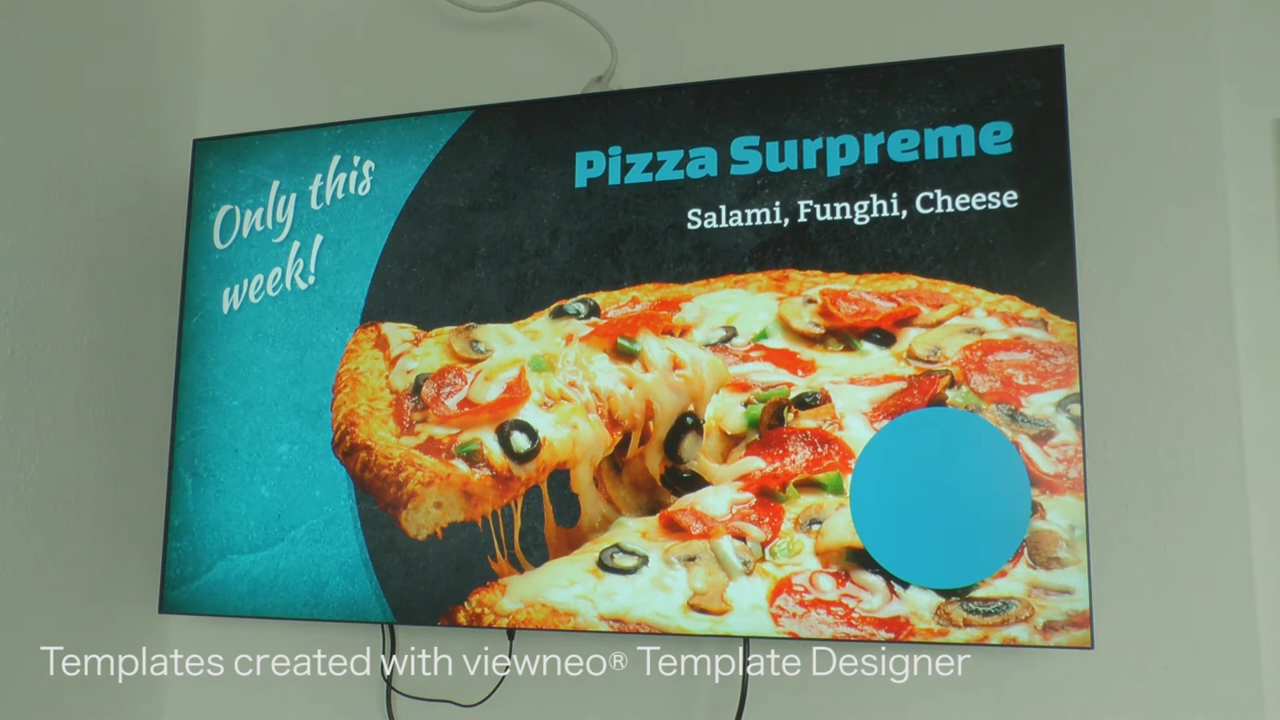 Only this
week!
Pizza Surpreme
Salami, Funghi, Cheese
Templates created with viewneo® Template Designer